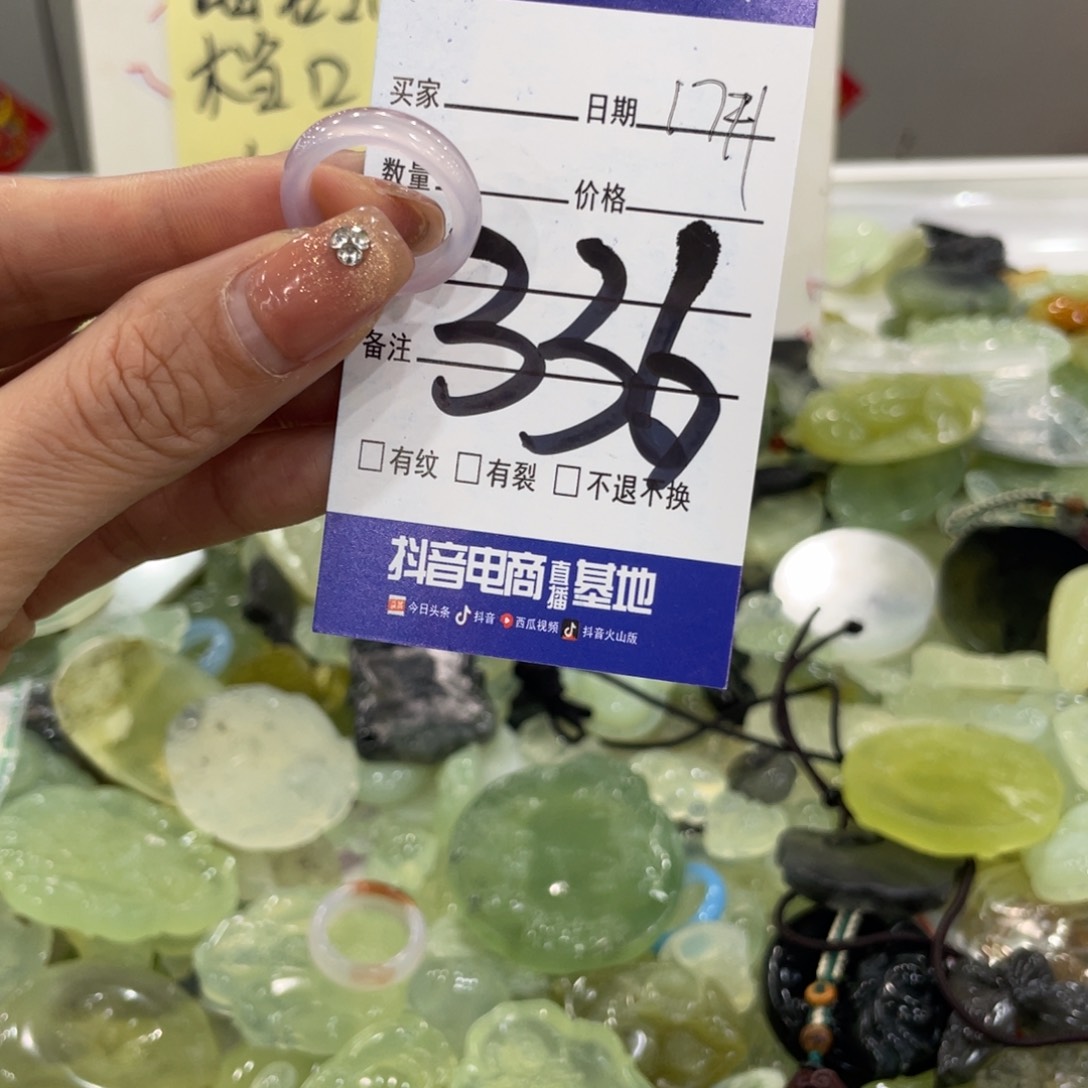 档口
买家 日期 174
数量 价格
336
备注
有纹 有裂 不退不换
抖音电商直播基地
今日头条 抖音 西瓜视频 抖音火山版